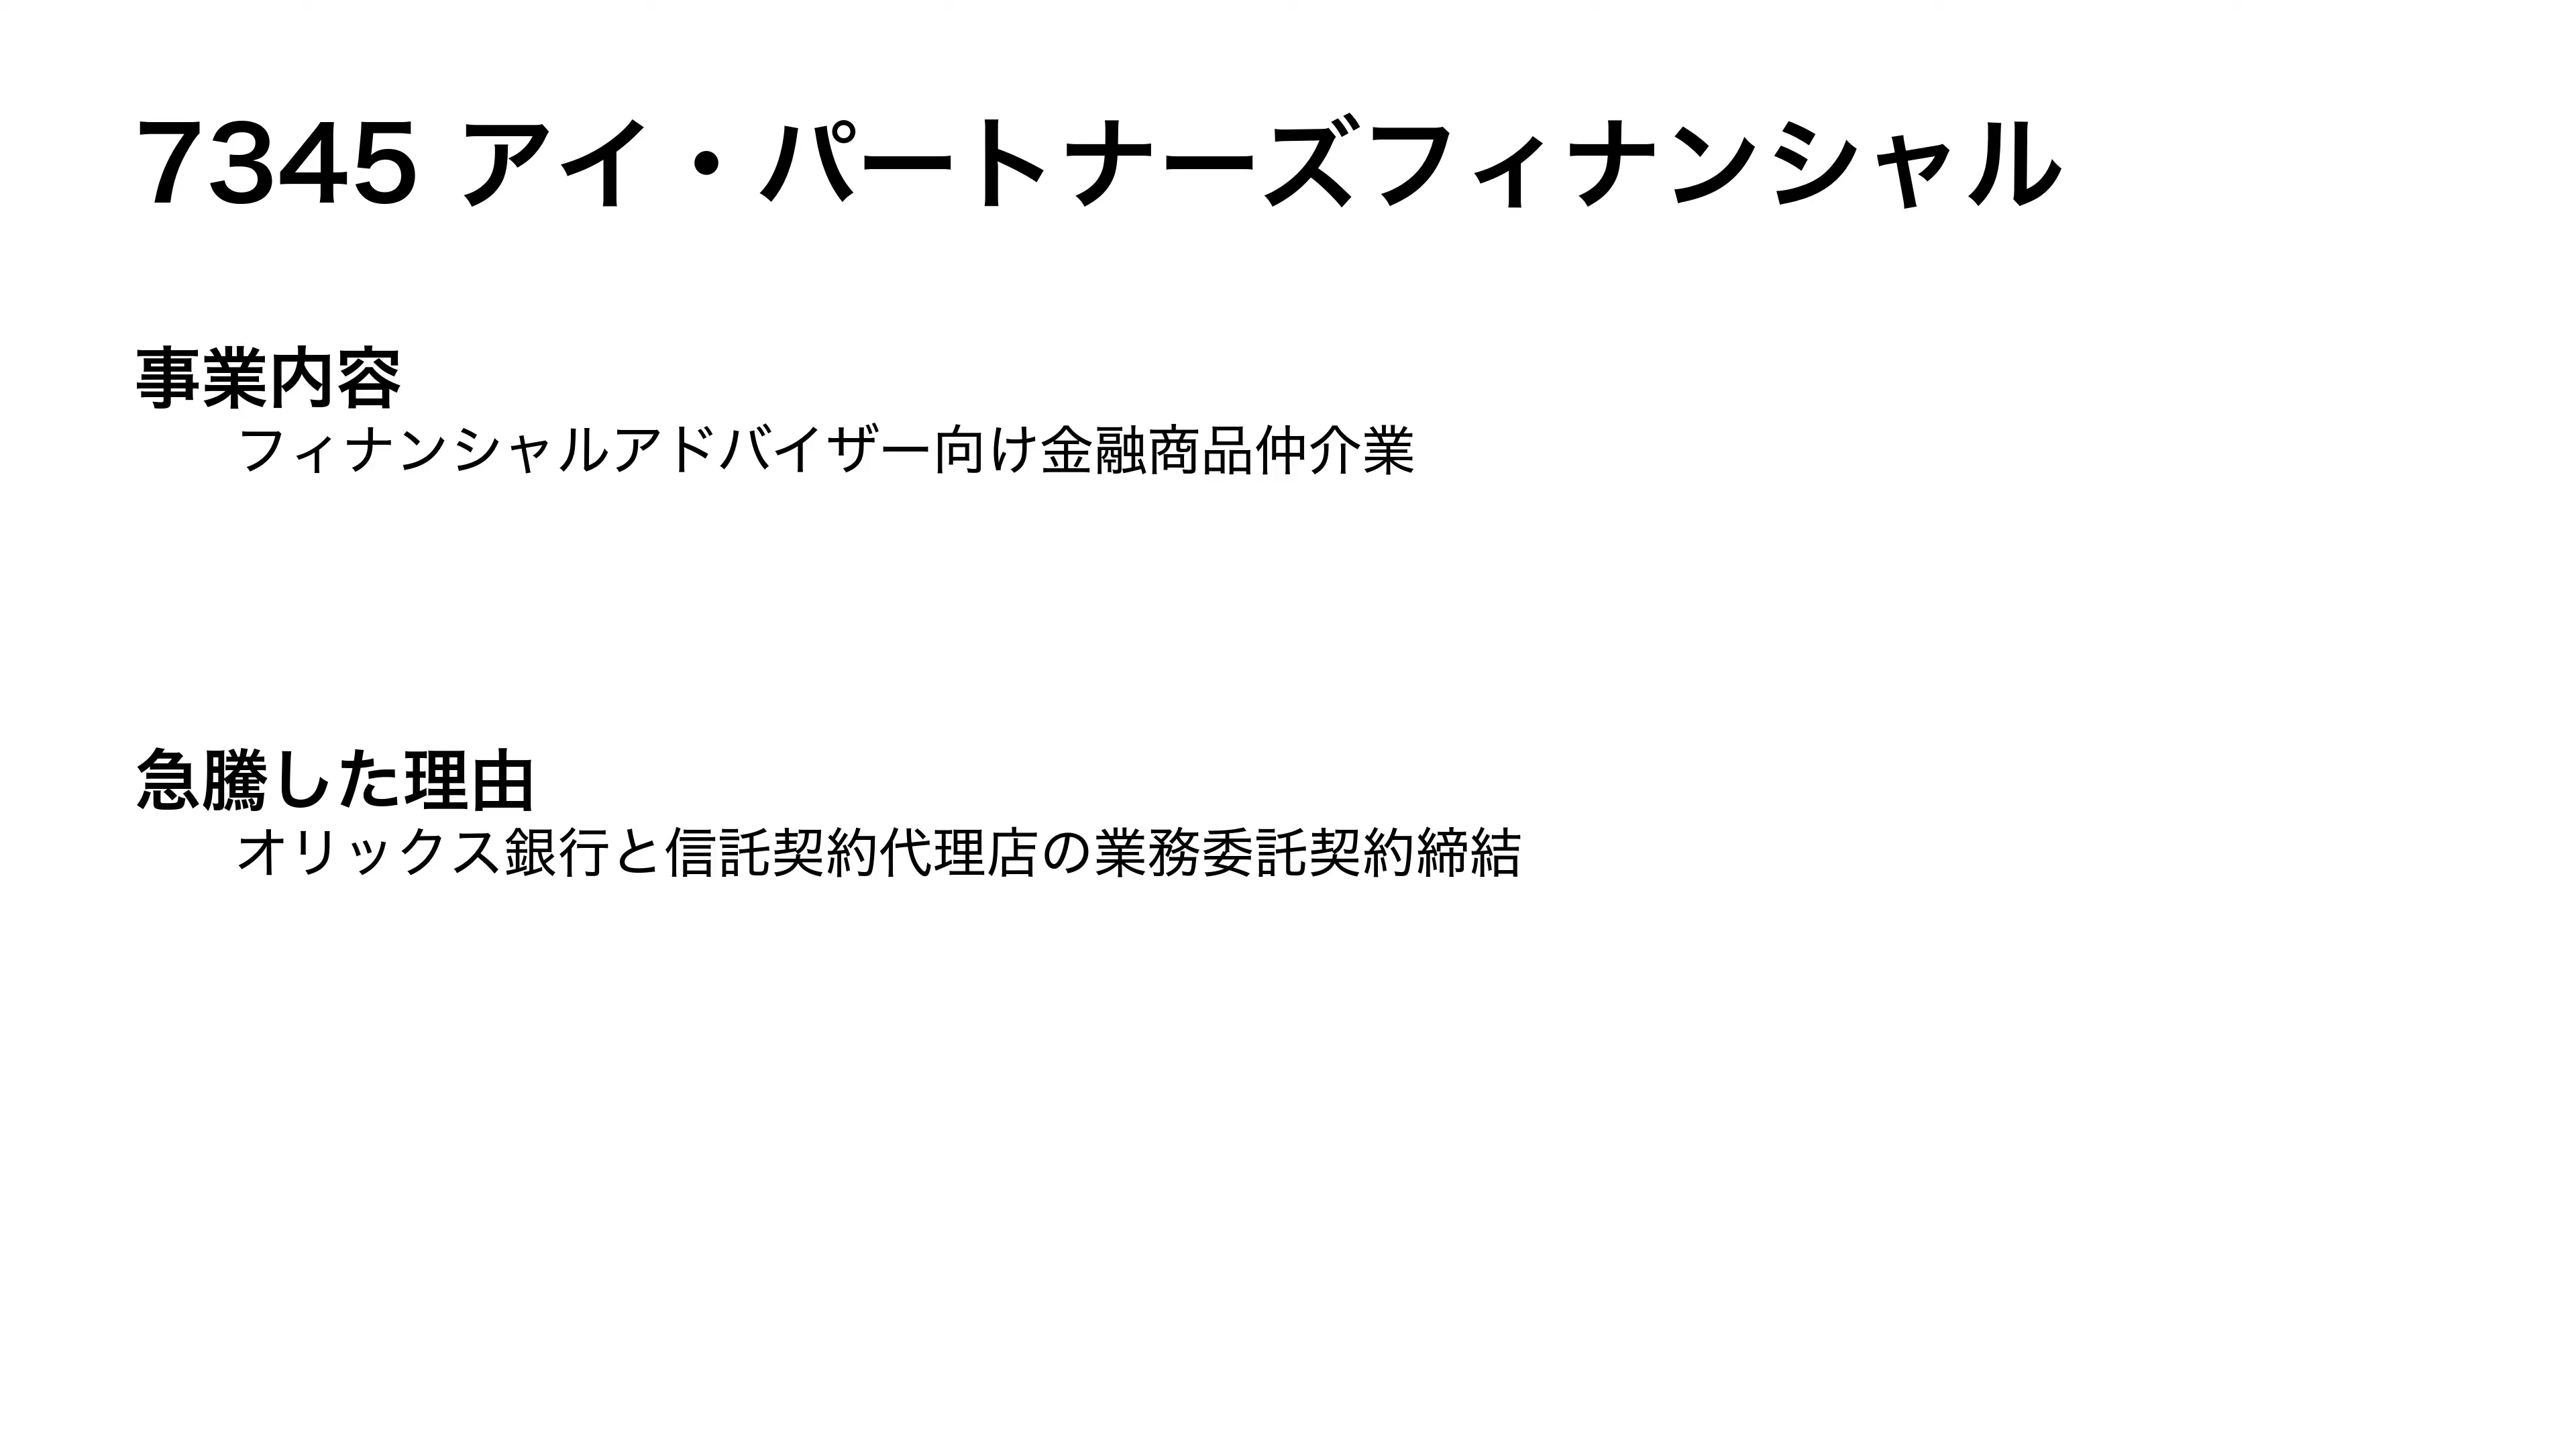 7345 アイ・パートナーズフィナンシャル
事業内容
フィナンシャルアドバイザー向け金融商品仲介業
急騰した理由
オリックス銀行と信託契約代理店の業務委託契約締結